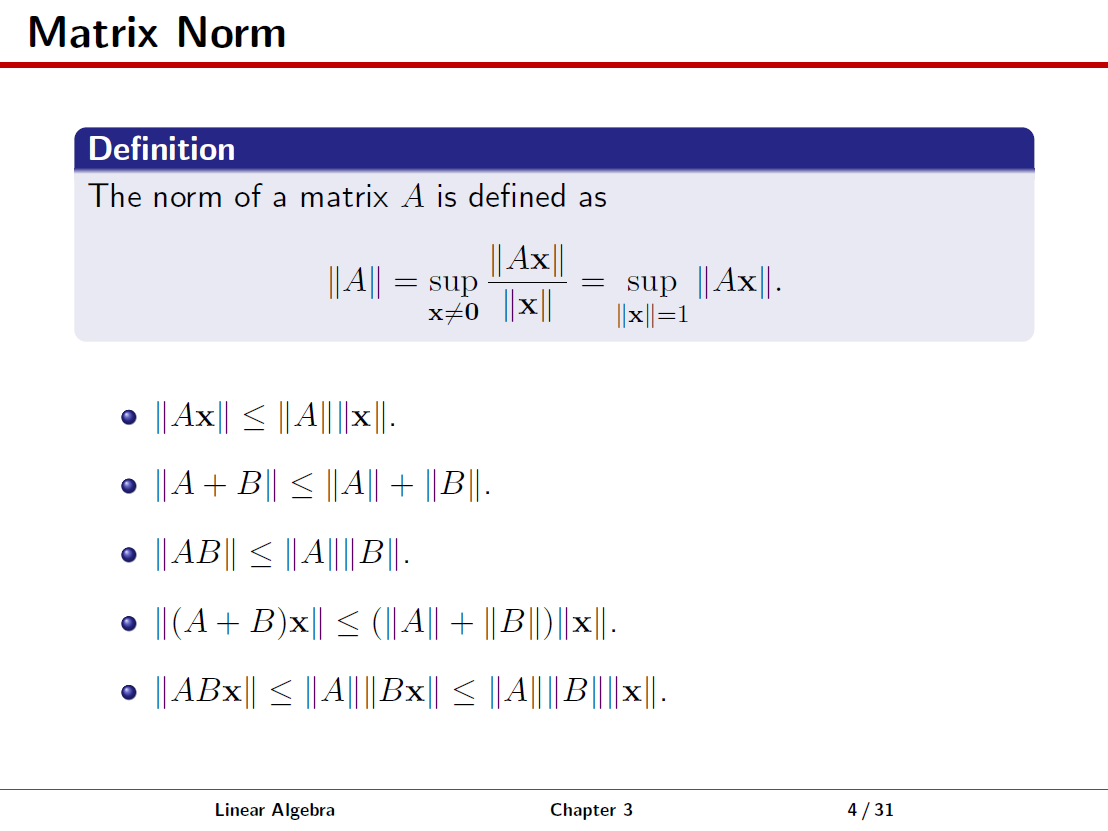 Matrix Norm
Definition
The norm of a matrix A is defined as
‖A‖ = sup_{x≠0} ‖Ax‖ / ‖x‖ = sup_{‖x‖=1} ‖Ax‖.
‖Ax‖ ≤ ‖A‖‖x‖.
‖A + B‖ ≤ ‖A‖ + ‖B‖.
‖AB‖ ≤ ‖A‖‖B‖.
‖(A + B)x‖ ≤ (‖A‖ + ‖B‖)‖x‖.
‖ABx‖ ≤ ‖A‖‖Bx‖ ≤ ‖A‖‖B‖‖x‖.
Linear Algebra Chapter 3 4 / 31